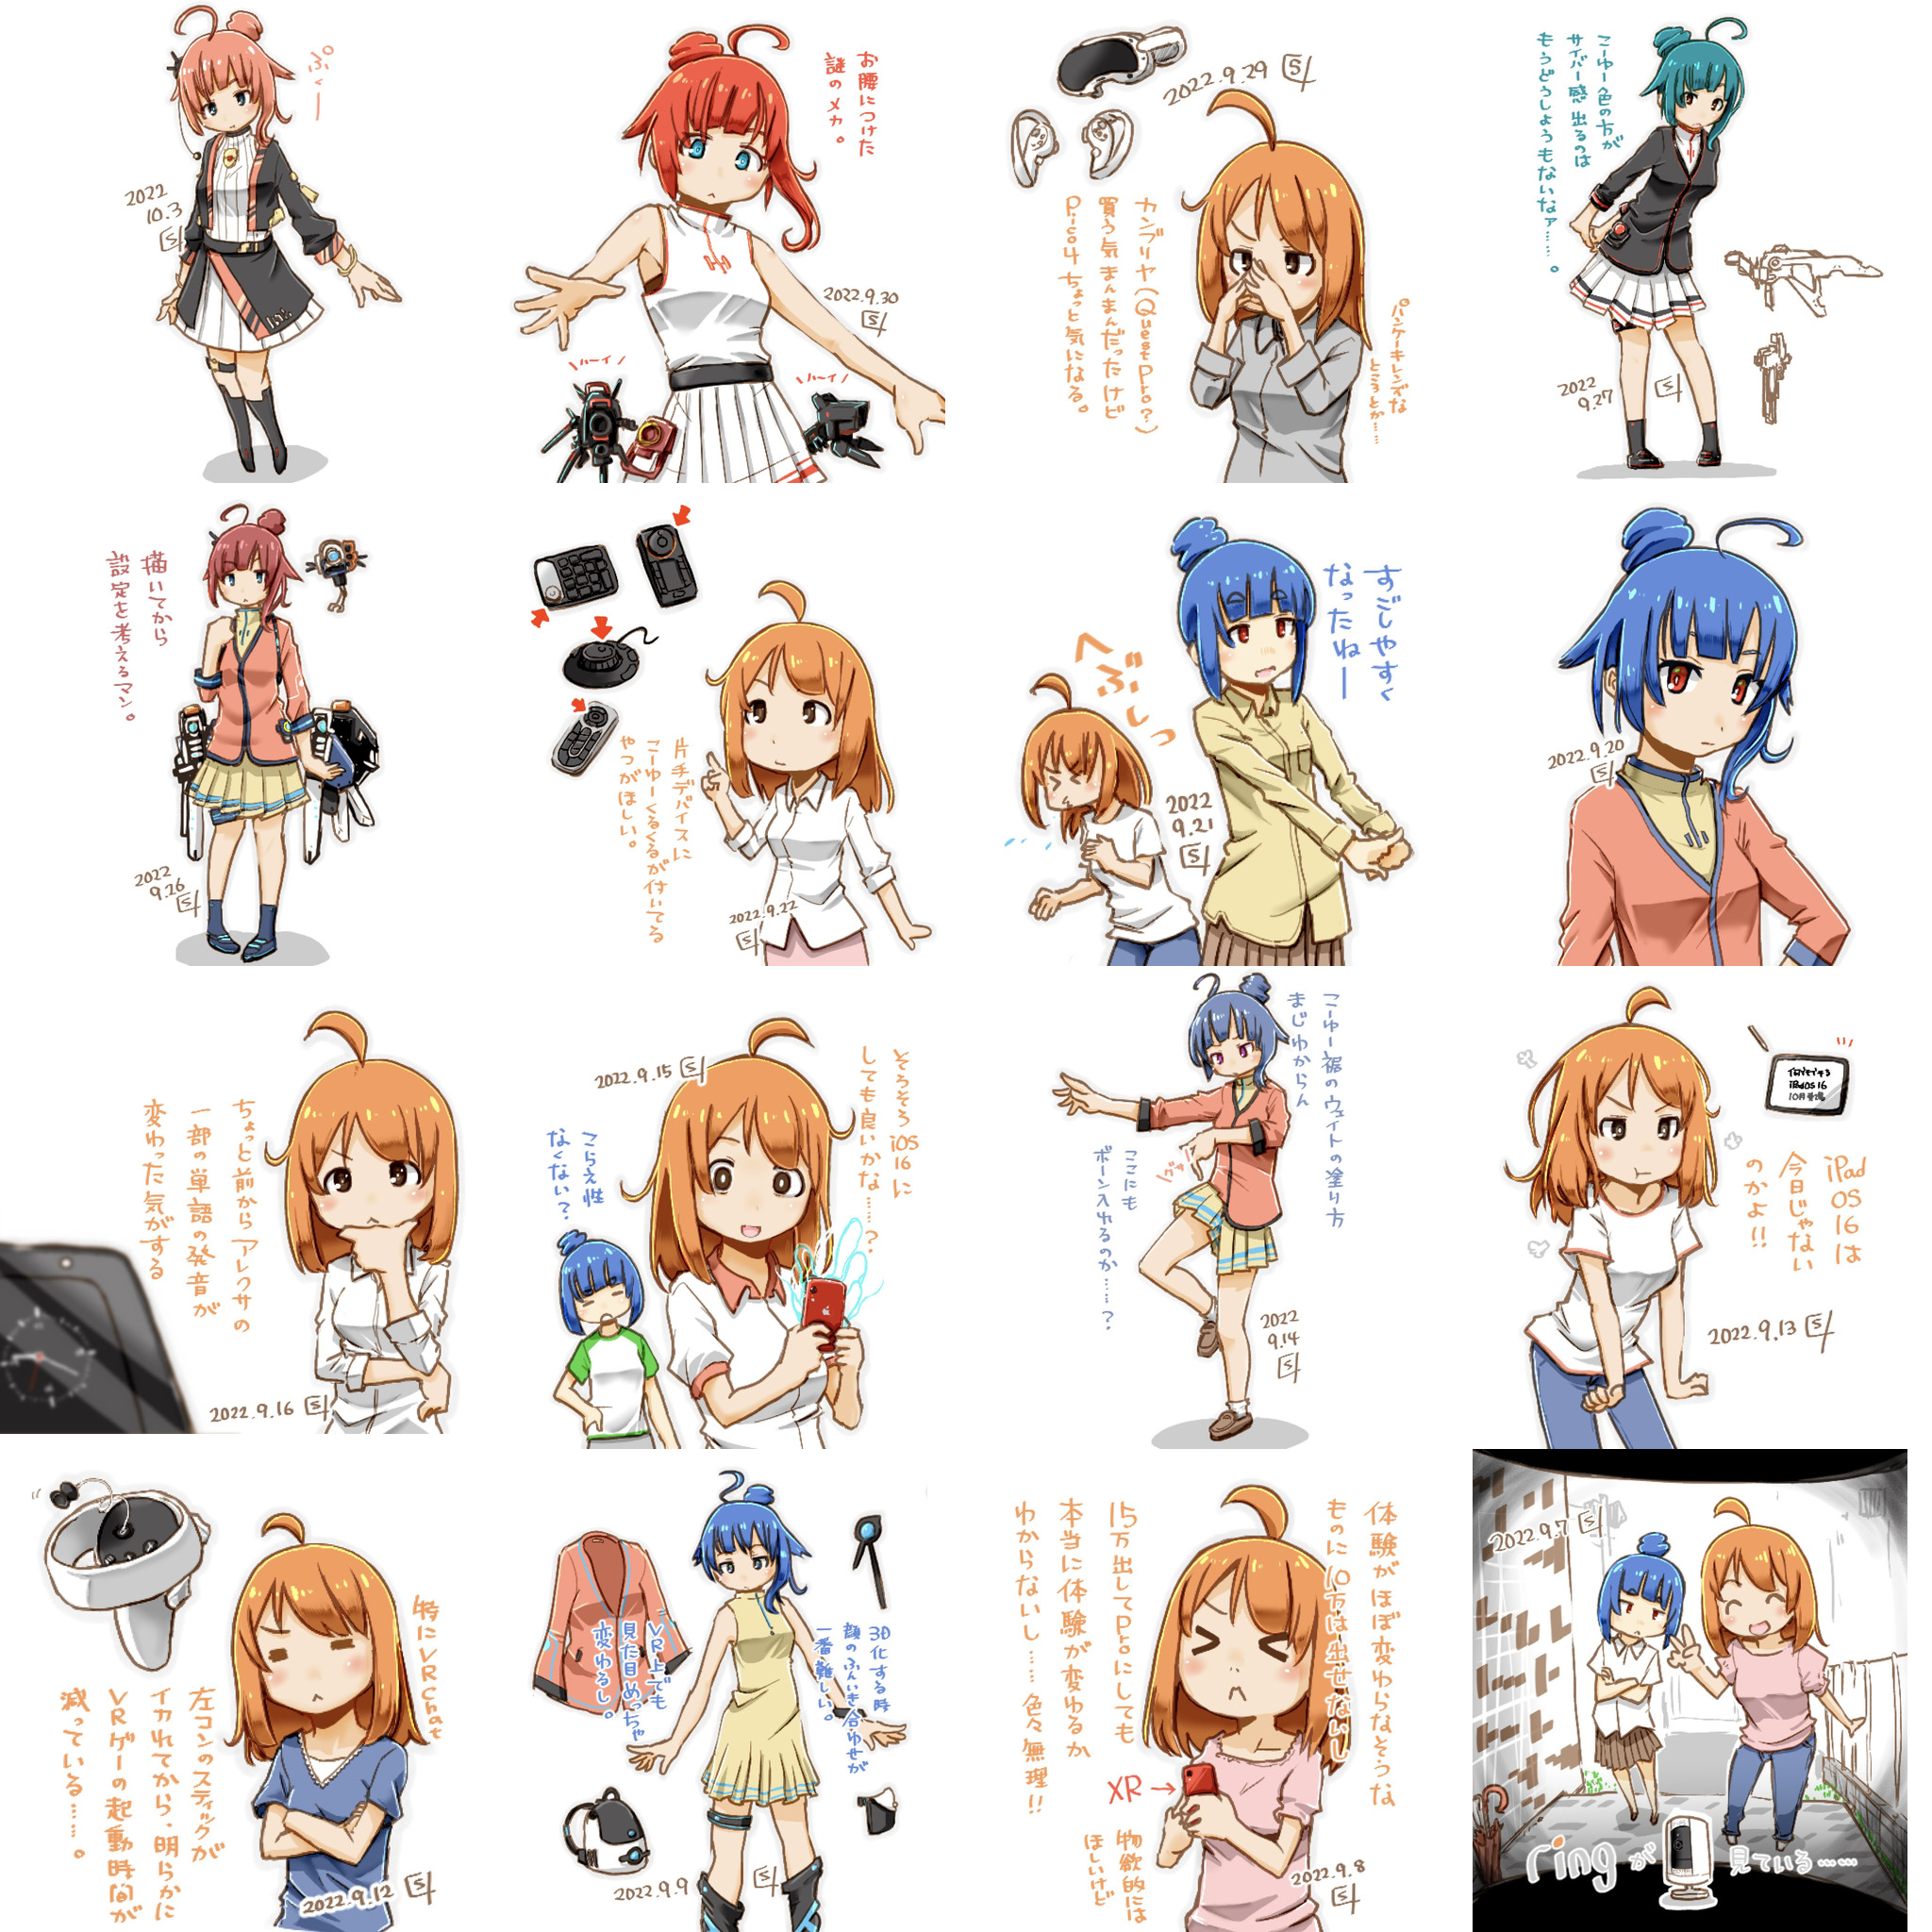 ぷくー
2022
10.3
お腰につけた
謎のメカ。
2022.9.30
\ハーイ/
\ハーイ/
2022.9.29
カンブリヤ(Quest Pro?)
買う気まんまんだったけど
Pico4 ちょっと気になる。
パンケーキレンズな
ところとか……
こーゆー色の方が
サイバー感出るのは
もうどうしようもないなァ……。
2022
9.27
描いてから
設定を考えるマン。
2022
9.26
片手デバイスに
こーゆーくるくるが付いてる
やつがほしい。
2022.9.22
すごしやすく
なったねー
へぶしっ
2022
9.21
2022.9.20
ちょっと前からアレクサの
一部の単語の発音が
変わった気がする
2022.9.16
2022.9.15
そろそろiOS16に
しても良いかな……?
こらえ性
なくない?
こーゆー裾のウェイトの塗り方
まじわからん
ここにも
ボーン入れるのか……?
2022
9.14
iPadOS16
10月登場
iPadOS16は
今日じゃない
のかよ!!
2022.9.13
特にVRChat
左コンのスティックが
イカれてから、明らかに
VRゲーの起動時間が
減っている……。
2022.9.12
3D化する時
顔のふんいき合わせが
一番難しい。
VR上でも
見た目めっちゃ
変わるし。
2022.9.9
体験がほぼ変わらなそうな
ものに10万は出せないし
15万出してProにしても
本当に体験が変わるか
わからないし……色々無理!!
XR→
物欲的には
ほしいけど
2022.9.8
2022.9.7
ringが見ている……